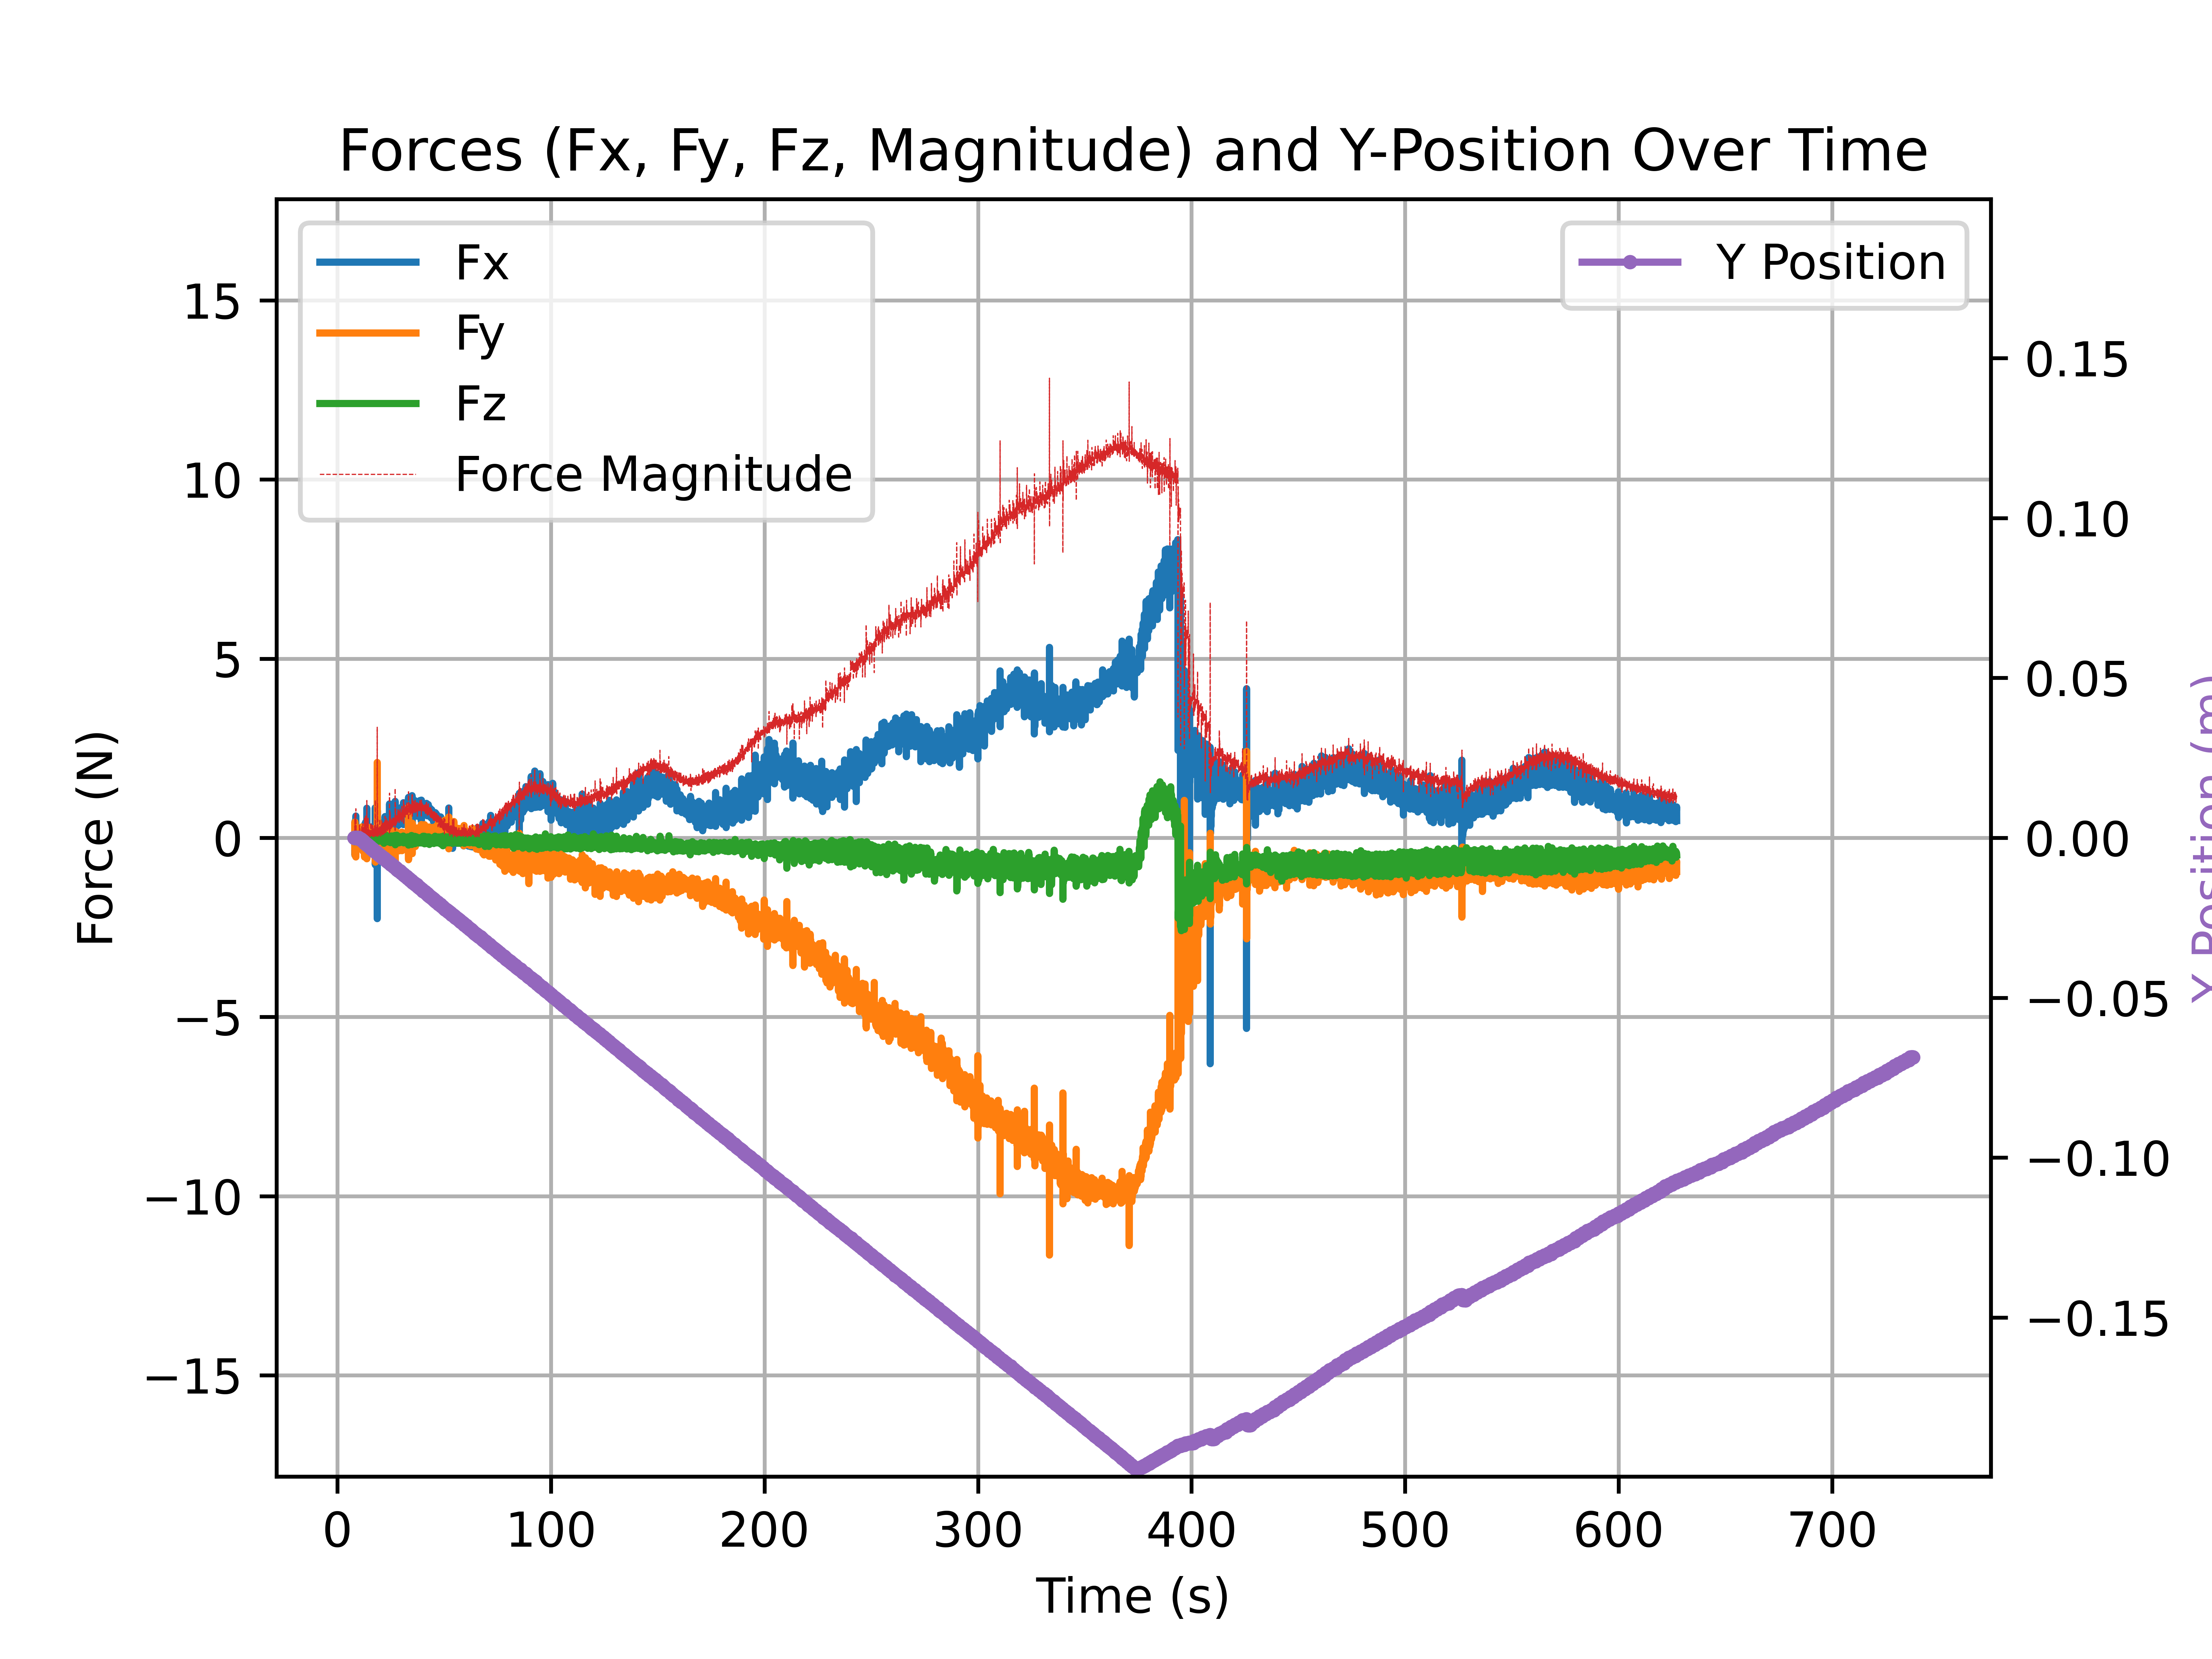 Forces (Fx, Fy, Fz, Magnitude) and Y-Position Over Time
Fx
Fy
Fz
Force Magnitude
Y Position
15
10
5
0
−5
−10
−15
Force (N)
0.15
0.10
0.05
0.00
−0.05
−0.10
−0.15
Y Position (m)
0 100 200 300 400 500 600 700
Time (s)